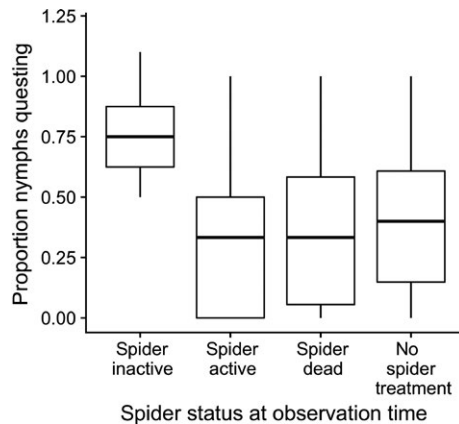 Proportion nymphs questing
1.25
1.00
0.75
0.50
0.25
0.00
Spider
inactive
Spider
active
Spider
dead
No
spider
treatment
Spider status at observation time